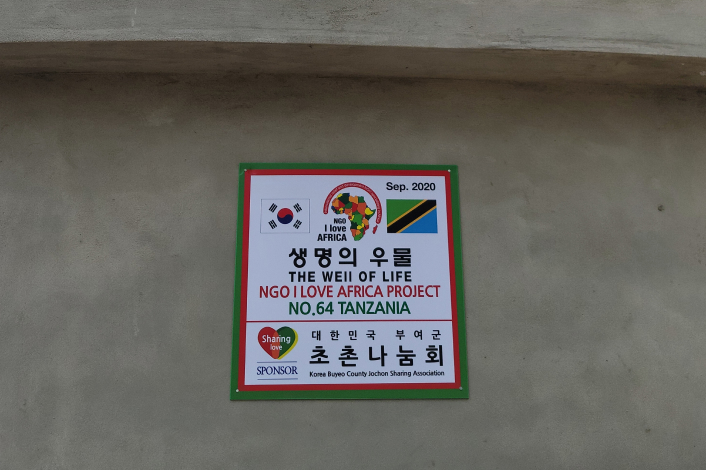 Sep. 2020
NGO
I love
AFRICA
생명의 우물
THE WEll OF LIFE
NGO I LOVE AFRICA PROJECT
NO.64 TANZANIA
Sharing
love
SPONSOR
대한민국 부여군
초촌나눔회
Korea Buyeo County Jochon Sharing Association